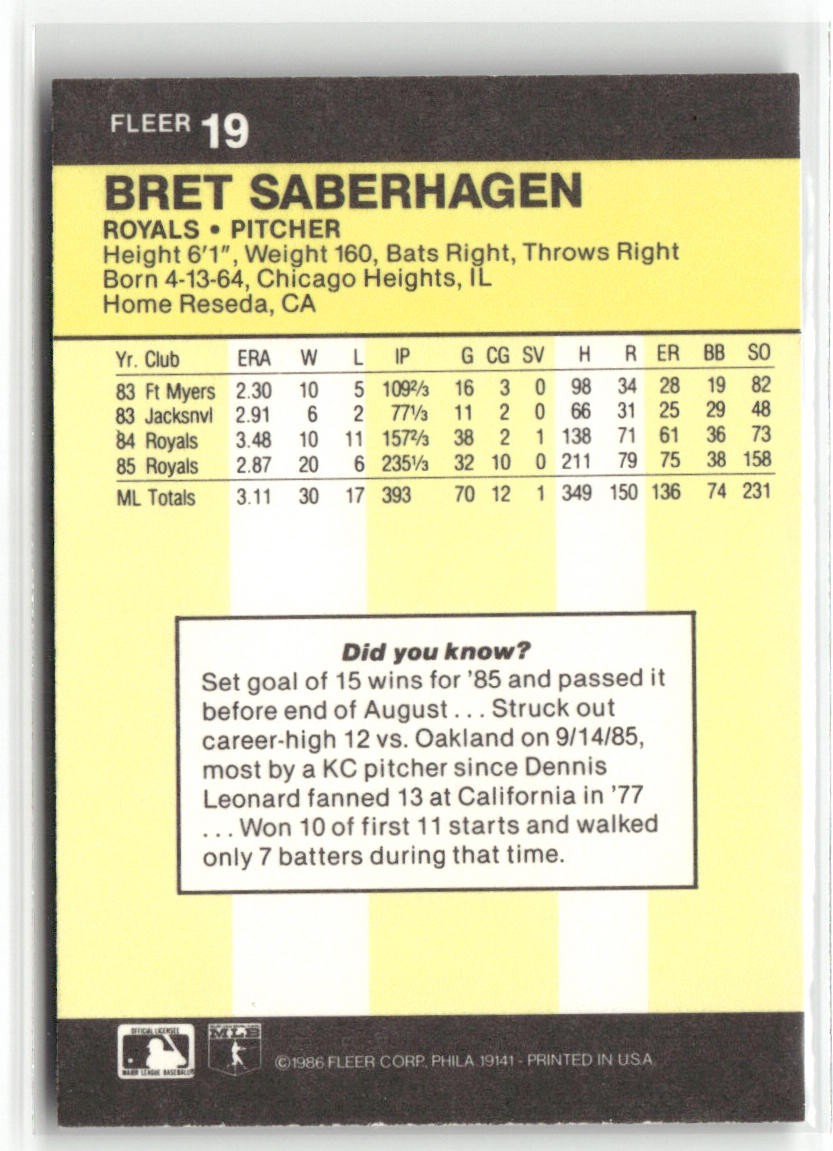 FLEER 19
BRET SABERHAGEN
ROYALS • PITCHER
Height 6'1", Weight 160, Bats Right, Throws Right
Born 4-13-64, Chicago Heights, IL
Home Reseda, CA
Yr. Club ERA W L IP G CG SV H R ER BB SO
83 Ft Myers 2.30 10 5 109⅔ 16 3 0 98 34 28 19 82
83 Jacksnvl 2.91 6 2 77⅓ 11 2 0 66 31 25 29 48
84 Royals 3.48 10 11 157⅔ 38 2 1 138 71 61 36 73
85 Royals 2.87 20 6 235⅓ 32 10 0 211 79 75 38 158
ML Totals 3.11 30 17 393 70 12 1 349 150 136 74 231
Did you know?
Set goal of 15 wins for '85 and passed it
before end of August... Struck out
career-high 12 vs. Oakland on 9/14/85,
most by a KC pitcher since Dennis
Leonard fanned 13 at California in '77
... Won 10 of first 11 starts and walked
only 7 batters during that time.
OFFICIAL LICENSEE
MAJOR LEAGUE BASEBALL
MLB
©1986 FLEER CORP. PHILA 19141 - PRINTED IN U.S.A.